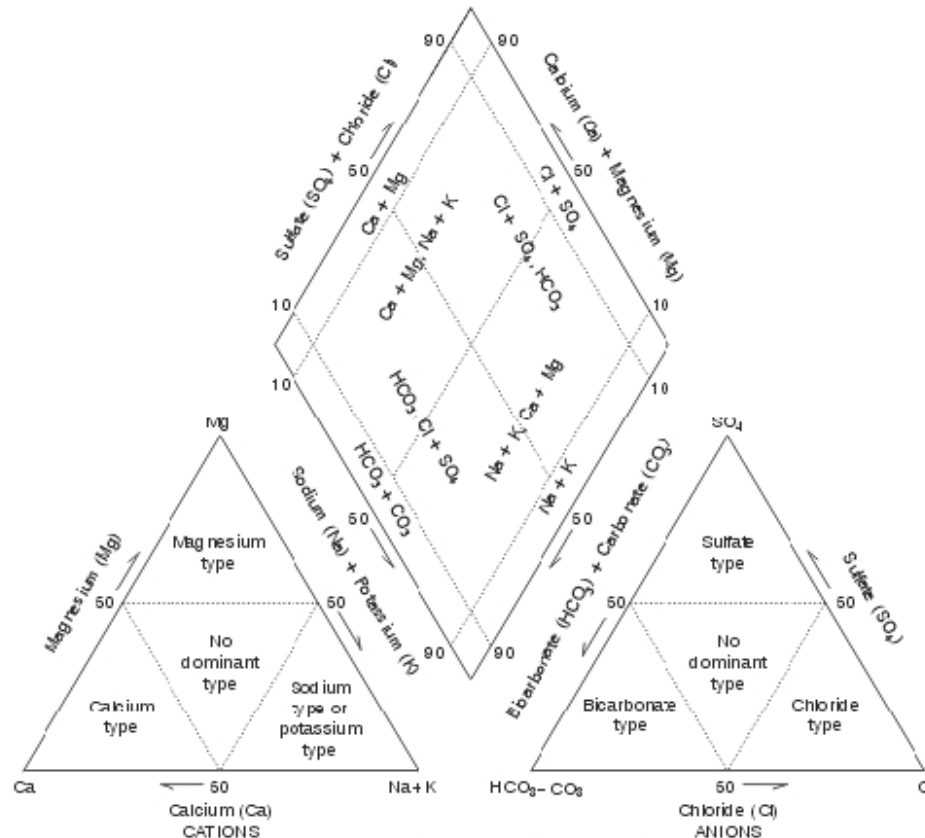 90
90
Sulfate (SO4) + Chloride (Cl)
Calcium (Ca) + Magnesium (Mg)
50
50
Ca + Mg
Cl + SO4
Ca + Mg, Na + K
Cl + SO4, HCO3
10
10
10
10
HCO3, Cl + SO4
Na + K, Ca + Mg
HCO3 + CO3
Na + K
Sodium (Na) + Potassium (K)
Bicarbonate (HCO3) + Carbonate (CO3)
50
50
90
90
Mg
Magnesium (Mg)
Magnesium
type
50
50
No
dominant
type
Calcium
type
Sodium
type or
potassium
type
Ca
50
Na+K
Calcium (Ca)
CATIONS
SO4
Sulfate (SO4)
Sulfate
type
50
50
No
dominant
type
Bicarbonate
type
Chloride
type
HCO3–CO3
50
Chloride (Cl)
ANIONS